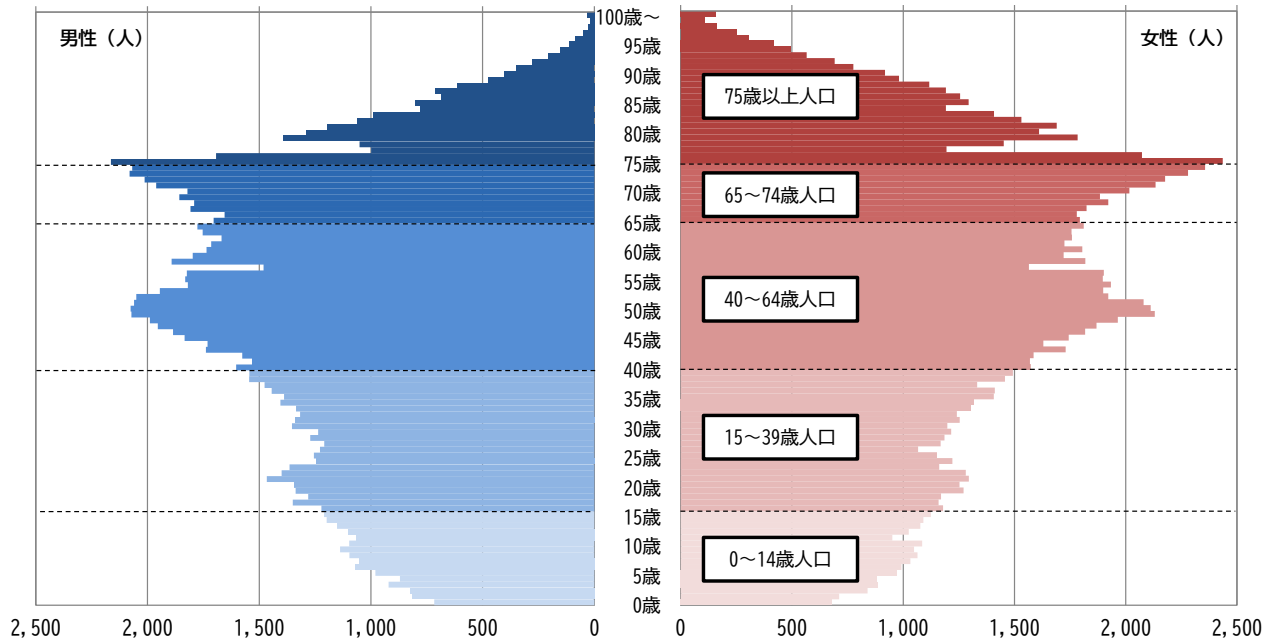 男性（人）
女性（人）
100歳～
95歳
90歳
85歳
80歳
75歳
70歳
65歳
60歳
55歳
50歳
45歳
40歳
35歳
30歳
25歳
20歳
15歳
10歳
5歳
0歳
75歳以上人口
65～74歳人口
40～64歳人口
15～39歳人口
0～14歳人口
2,500 2,000 1,500 1,000 500 0
0 500 1,000 1,500 2,000 2,500